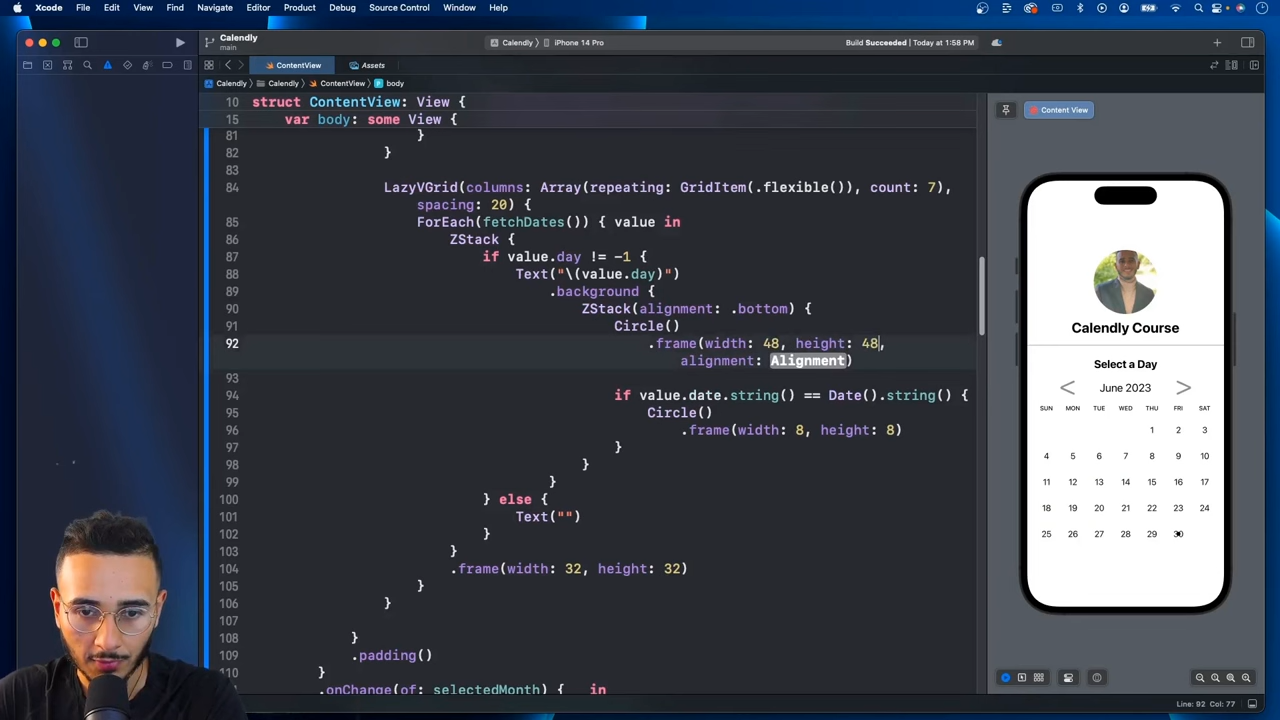 Xcode File Edit View Find Navigate Editor Product Debug Source Control Window Help
Calendly
main
Calendly
iPhone 14 Pro
Build Succeeded | Today at 1:58 PM
ContentView
Assets
Calendly
Calendly
ContentView
body
10 struct ContentView: View {
15 var body: some View {
81 }
82 }
83
84 LazyVGrid(columns: Array(repeating: GridItem(.flexible()), count: 7),
spacing: 20) {
85 ForEach(fetchDates()) { value in
86 ZStack {
87 if value.day != -1 {
88 Text("\(value.day)")
89 .background {
90 ZStack(alignment: .bottom) {
91 Circle()
92 .frame(width: 48, height: 48,
alignment: Alignment)
93
94 if value.date.string() == Date().string() {
95 Circle()
96 .frame(width: 8, height: 8)
97 }
98 }
99 }
100 } else {
101 Text("")
102 }
103 }
104 .frame(width: 32, height: 32)
105 }
106 }
107
108 }
109 .padding()
110 }
.onChange(of: selectedMonth) { _ in
Content View
Calendly Course
Select a Day
< June 2023 >
SUN MON TUE WED THU FRI SAT
1 2 3
4 5 6 7 8 9 10
11 12 13 14 15 16 17
18 19 20 21 22 23 24
25 26 27 28 29 30
Line: 92 Col: 77